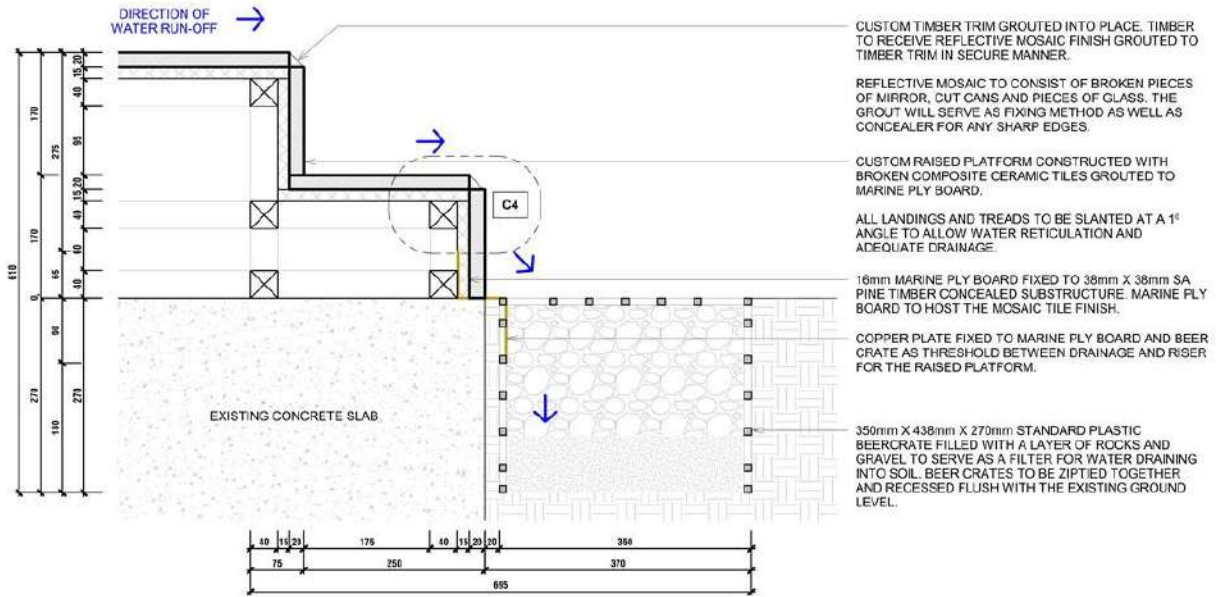 DIRECTION OF
WATER RUN-OFF
CUSTOM TIMBER TRIM GROUTED INTO PLACE. TIMBER
TO RECEIVE REFLECTIVE MOSAIC FINISH GROUTED TO
TIMBER TRIM IN SECURE MANNER.
REFLECTIVE MOSAIC TO CONSIST OF BROKEN PIECES
OF MIRROR, CUT CANS AND PIECES OF GLASS. THE
GROUT WILL SERVE AS FIXING METHOD AS WELL AS
CONCEALER FOR ANY SHARP EDGES.
CUSTOM RAISED PLATFORM CONSTRUCTED WITH
BROKEN COMPOSITE CERAMIC TILES GROUTED TO
MARINE PLY BOARD.
ALL LANDINGS AND TREADS TO BE SLANTED AT A 1º
ANGLE TO ALLOW WATER RETICULATION AND
ADEQUATE DRAINAGE.
16mm MARINE PLY BOARD FIXED TO 38mm X 38mm SA
PINE TIMBER CONCEALED SUBSTRUCTURE. MARINE PLY
BOARD TO HOST THE MOSAIC TILE FINISH.
COPPER PLATE FIXED TO MARINE PLY BOARD AND BEER
CRATE AS THRESHOLD BETWEEN DRAINAGE AND RISER
FOR THE RAISED PLATFORM.
350mm X 438mm X 270mm STANDARD PLASTIC
BEERCRATE FILLED WITH A LAYER OF ROCKS AND
GRAVEL TO SERVE AS A FILTER FOR WATER DRAINING
INTO SOIL. BEER CRATES TO BE ZIPTIED TOGETHER
AND RECESSED FLUSH WITH THE EXISTING GROUND
LEVEL.
C4
EXISTING CONCRETE SLAB
610
170
170
0
270
275
65
90
180
20
15
40
95
20
15
40
60
40
270
40 15 20 175 40 15 20 20 350
75 250 370
695